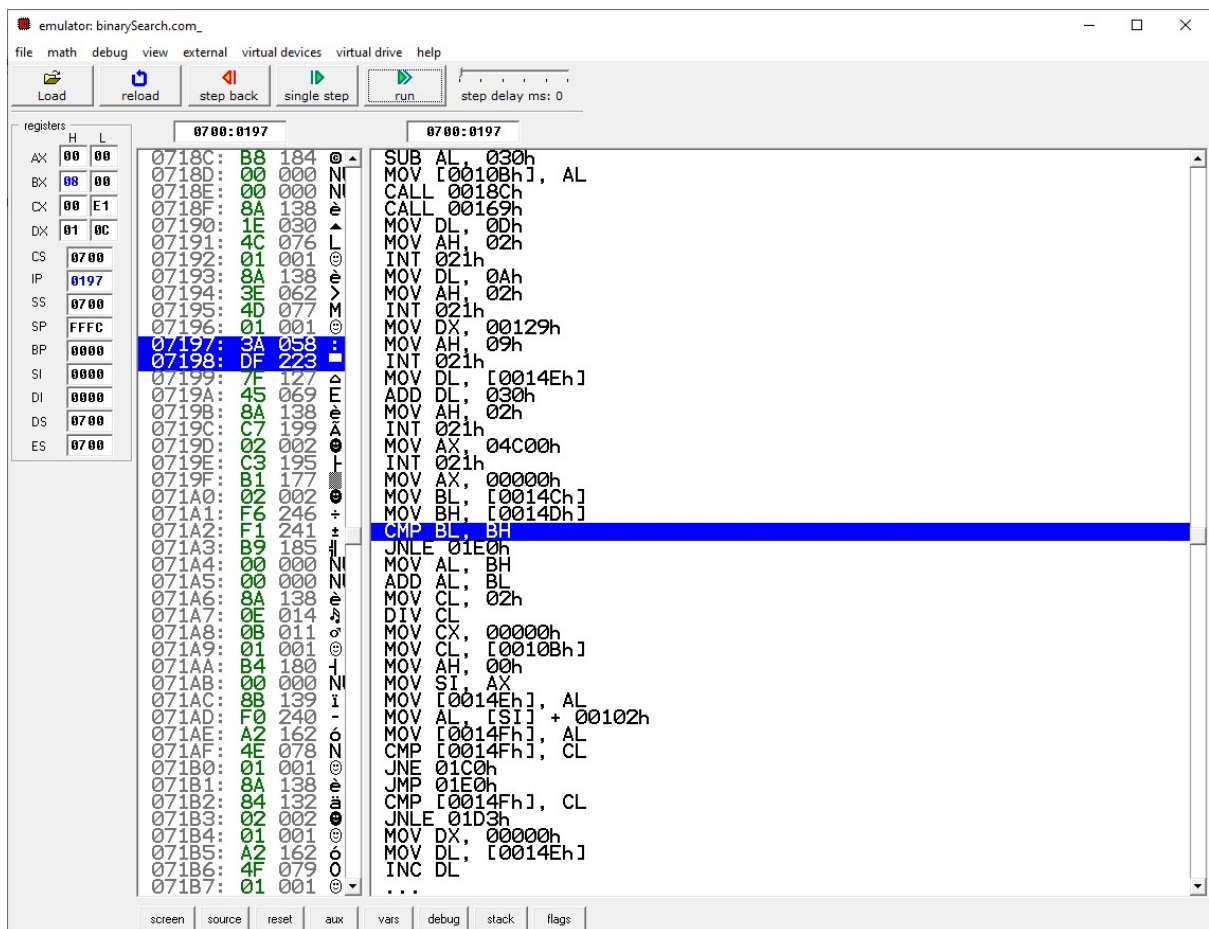 emulator: binarySearch.com_
file math debug view external virtual devices virtual drive help
Load reload step back single step run step delay ms: 0
registers
H L
AX 00 00
BX 08 00
CX 00 E1
DX 01 0C
CS 0700
IP 0197
SS 0700
SP FFFC
BP 0000
SI 0000
DI 0000
DS 0700
ES 0700
0700:0197 0700:0197
0718C: B8 184
0718D: 00 000 NU
0718E: 00 000 NU
0718F: 8A 138 è
07190: 1E 030 ▲
07191: 4C 076 L
07192: 01 001 ☺
07193: 8A 138 è
07194: 3E 062 >
07195: 4D 077 M
07196: 01 001 ☺
07197: 3A 058 :
07198: DF 223 ▀
07199: 7F 127 ⌂
0719A: 45 069 E
0719B: 8A 138 è
0719C: C7 199 Ã
0719D: 02 002 ☻
0719E: C3 195 ├
0719F: B1 177 ▒
071A0: 02 002 ☻
071A1: F6 246 ÷
071A2: F1 241 ±
071A3: B9 185 ╣
071A4: 00 000 NU
071A5: 00 000 NU
071A6: 8A 138 è
071A7: 0E 014 ♫
071A8: 0B 011 ♂
071A9: 01 001 ☺
071AA: B4 180 ┤
071AB: 00 000 NU
071AC: 8B 139 ï
071AD: F0 240 -
071AE: A2 162 ó
071AF: 4E 078 N
071B0: 01 001 ☺
071B1: 8A 138 è
071B2: 84 132 ä
071B3: 02 002 ☻
071B4: 01 001 ☺
071B5: A2 162 ó
071B6: 4F 079 O
071B7: 01 001 ☺
SUB AL, 030h
MOV [0010Bh], AL
CALL 0018Ch
CALL 00169h
MOV DL, 0Dh
MOV AH, 02h
INT 021h
MOV DL, 0Ah
MOV AH, 02h
INT 021h
MOV DX, 00129h
MOV AH, 09h
INT 021h
MOV DL, [0014Eh]
ADD DL, 030h
MOV AH, 02h
INT 021h
MOV AX, 04C00h
INT 021h
MOV AX, 00000h
MOV BL, [0014Ch]
MOV BH, [0014Dh]
CMP BL, BH
JNLE 01E0h
MOV AL, BH
ADD AL, BL
MOV CL, 02h
DIV CL
MOV CX, 00000h
MOV CL, [0010Bh]
MOV AH, 00h
MOV SI, AX
MOV [0014Eh], AL
MOV AL, [SI] + 00102h
MOV [0014Fh], AL
CMP [0014Fh], CL
JNE 01C0h
JMP 01E0h
CMP [0014Fh], CL
JNLE 01D3h
MOV DX, 00000h
MOV DL, [0014Eh]
INC DL
...
screen source reset aux vars debug stack flags